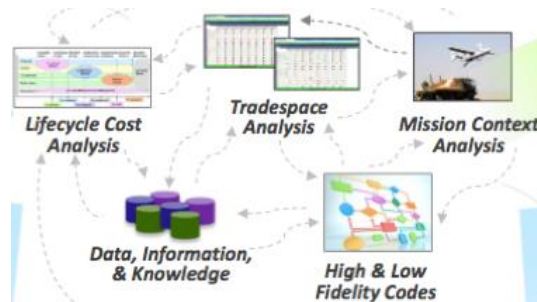 Lifecycle Cost
Analysis
Tradespace
Analysis
Mission Context
Analysis
Data, Information,
& Knowledge
High & Low
Fidelity Codes